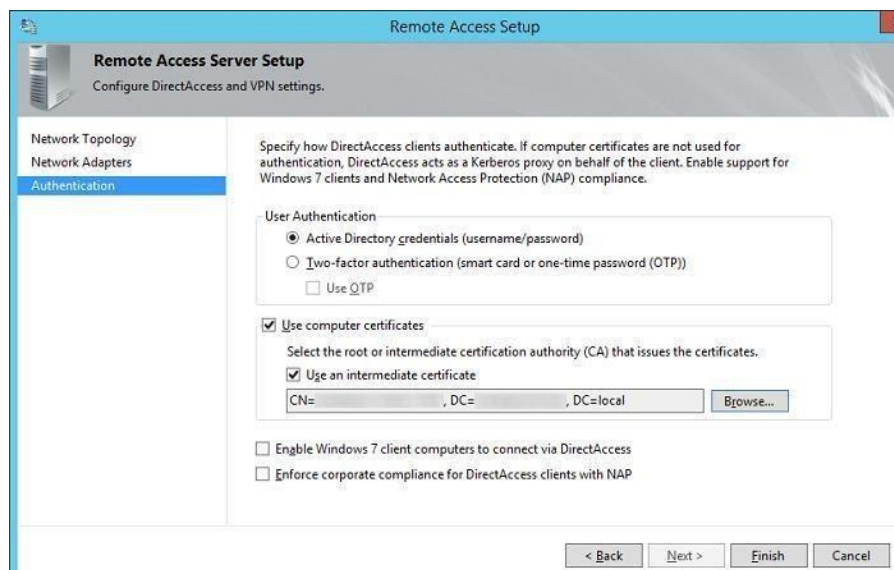 Remote Access Setup
Remote Access Server Setup
Configure DirectAccess and VPN settings.
Network Topology
Network Adapters
Authentication
Specify how DirectAccess clients authenticate. If computer certificates are not used for
authentication, DirectAccess acts as a Kerberos proxy on behalf of the client. Enable support for
Windows 7 clients and Network Access Protection (NAP) compliance.
User Authentication
Active Directory credentials (username/password)
Two-factor authentication (smart card or one-time password (OTP))
Use OTP
Use computer certificates
Select the root or intermediate certification authority (CA) that issues the certificates.
Use an intermediate certificate
CN= , DC= , DC=local
Browse...
Enable Windows 7 client computers to connect via DirectAccess
Enforce corporate compliance for DirectAccess clients with NAP
< Back
Next >
Finish
Cancel